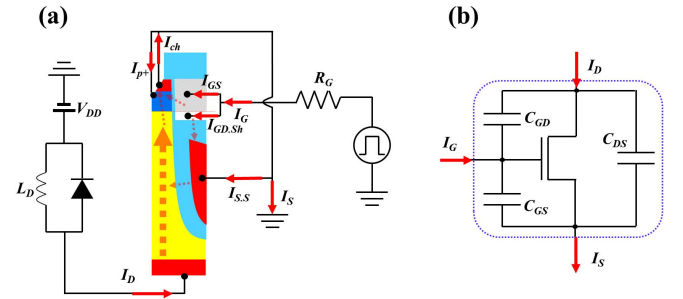 (a)
(b)
I_ch
I_p+
I_D
I_GS
R_G
C_GD
V_DD
I_G
C_DS
I_GD.Sh
I_G
L_D
I_S.S
I_S
C_GS
I_D
I_S